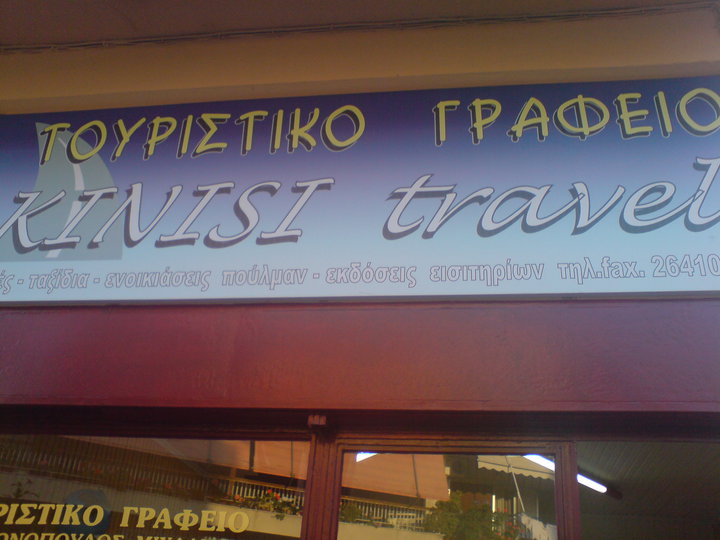 ΤΟΥΡΙΣΤΙΚΟ ΓΡΑΦΕΙΟ
KINISI travel
- ταξίδια - ενοικιάσεις πούλμαν - εκδόσεις εισιτηρίων τηλ.fax. 26410
ΡΙΣΤΙΚΟ ΓΡΑΦΕΙΟ